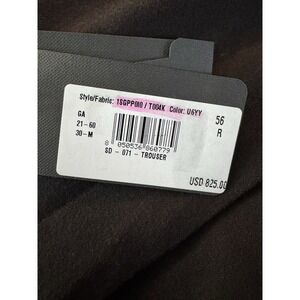 Style/Fabric: 1SGPP0I0 / T004K Color: U6YY
GA
21-60
30-M
56
R
8 050536 860779
SD - 071 - TROUSER
USD 825.00